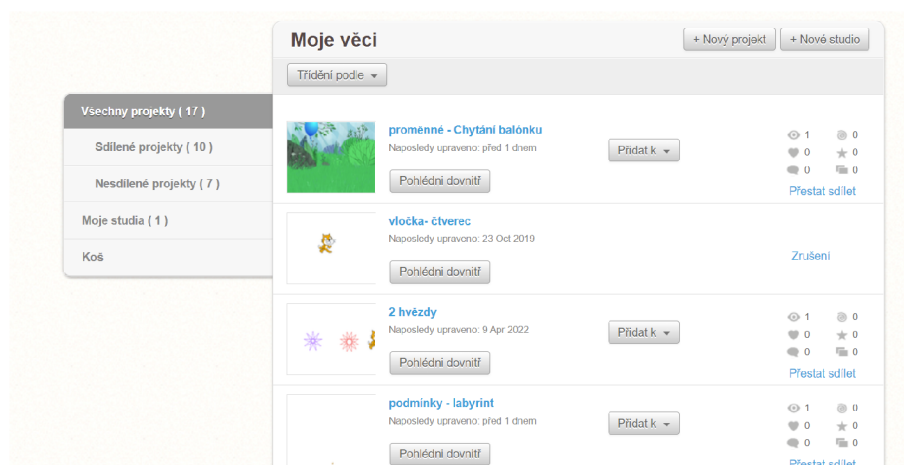 Moje věci
+ Nový projekt
+ Nové studio
Třídění podle
Všechny projekty ( 17 )
Sdílené projekty ( 10 )
Nesdílené projekty ( 7 )
Moje studia ( 1 )
Koš
proměnné - Chytání balónku
Naposledy upraveno: před 1 dnem
Pohlédni dovnitř
Přidat k
1 0
0 0
0 0
Přestat sdílet
vločka- čtverec
Naposledy upraveno: 23 Oct 2019
Pohlédni dovnitř
Zrušení
2 hvězdy
Naposledy upraveno: 9 Apr 2022
Pohlédni dovnitř
Přidat k
1 0
0 0
0 0
Přestat sdílet
podmínky - labyrint
Naposledy upraveno: před 1 dnem
Pohlédni dovnitř
Přidat k
1 0
0 0
0 0
Přestat sdílet